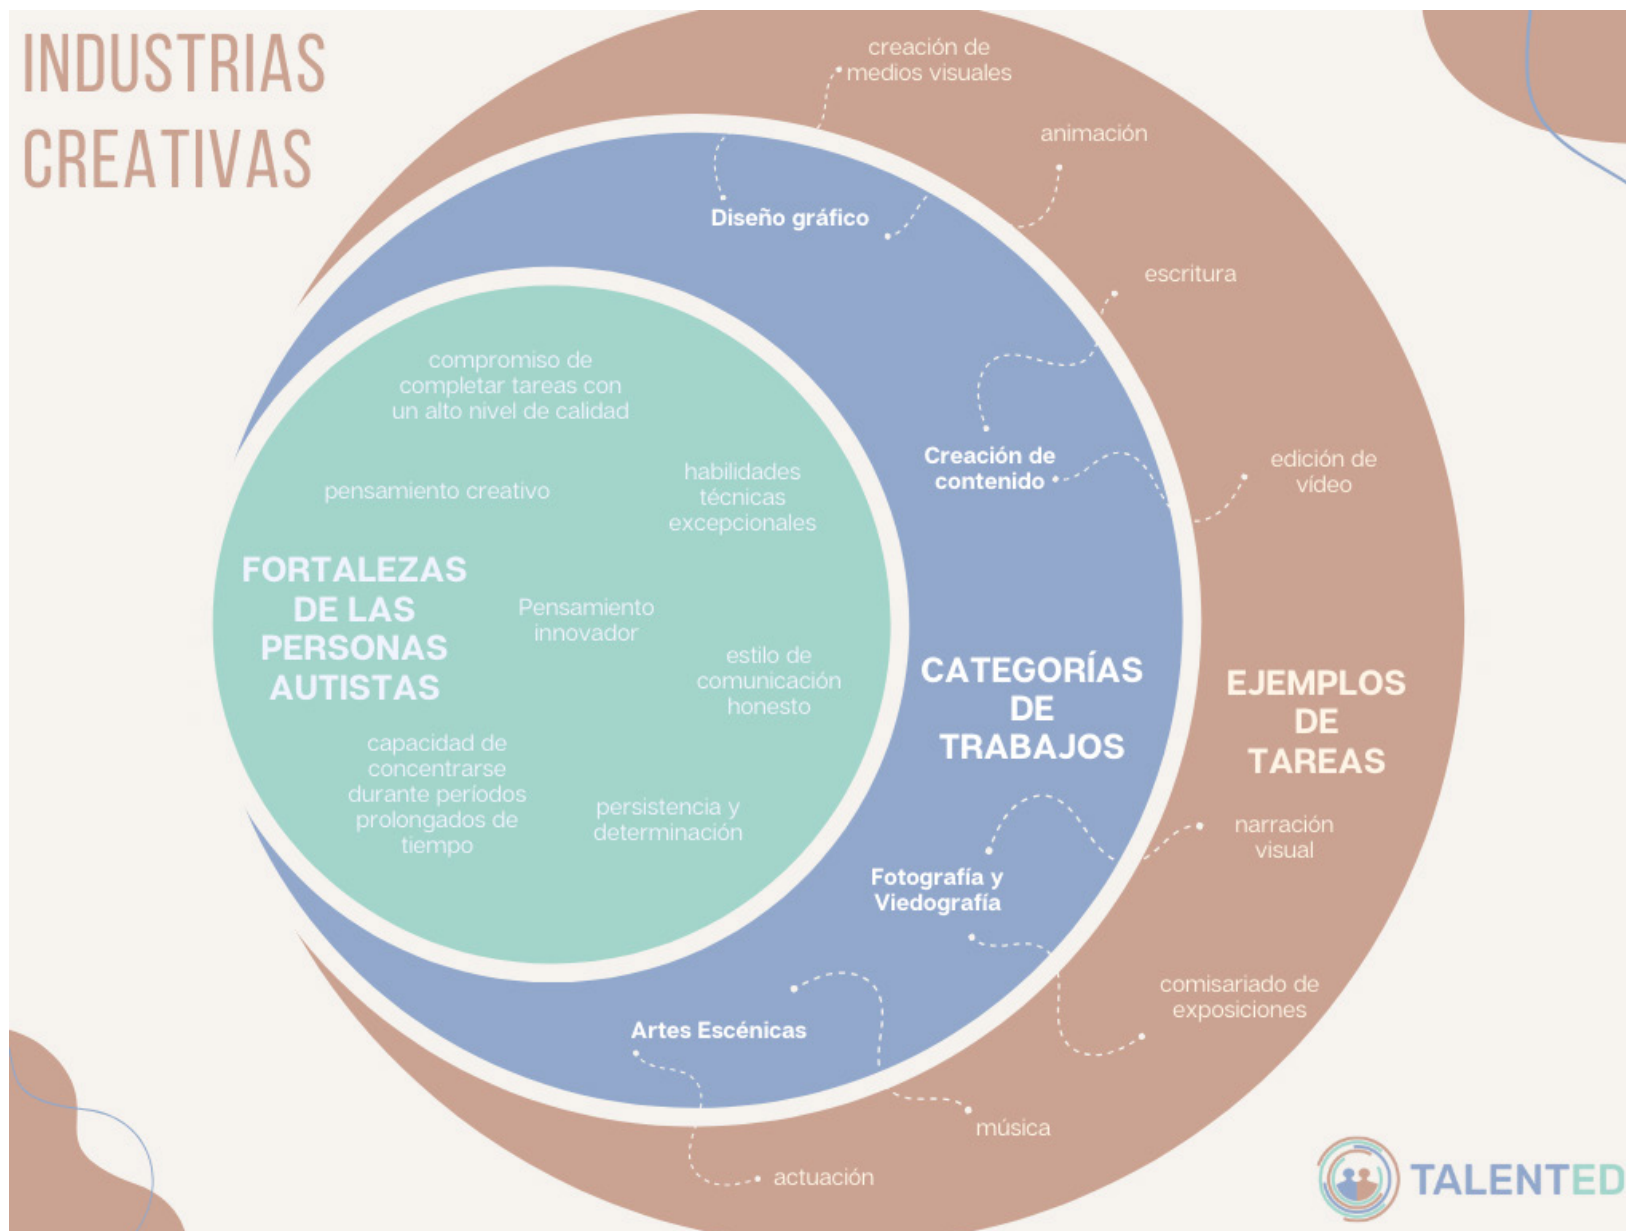 INDUSTRIAS
CREATIVAS
creación de
medios visuales
animación
Diseño gráfico
escritura
compromiso de
completar tareas con
un alto nivel de calidad
Creación de
contenido
edición de
vídeo
pensamiento creativo
habilidades
técnicas
excepcionales
FORTALEZAS
DE LAS
PERSONAS
AUTISTAS
Pensamiento
innovador
estilo de
comunicación
honesto
CATEGORÍAS
DE
TRABAJOS
EJEMPLOS
DE
TAREAS
capacidad de
concentrarse
durante períodos
prolongados de
tiempo
persistencia y
determinación
narración
visual
Fotografía y
Viedografía
comisariado de
exposiciones
Artes Escénicas
música
actuación
TALENTED